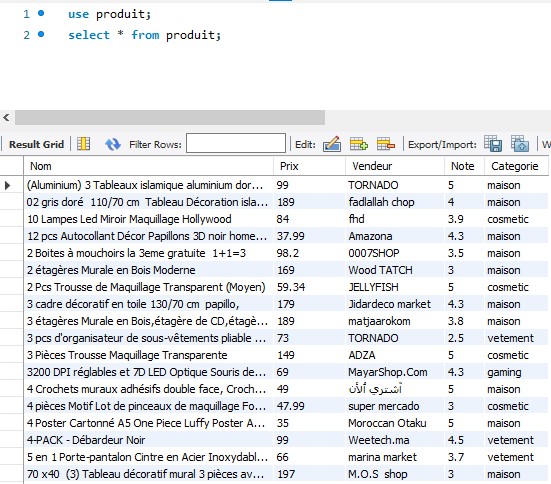 1 use produit;
2 select * from produit;
Result Grid Filter Rows: Edit: Export/Import: W
Nom Prix Vendeur Note Categorie
(Aluminium) 3 Tableaux islamique aluminium dor... 99 TORNADO 5 maison
02 gris doré 110/70 cm Tableau Décoration isla... 189 fadlallah chop 4 maison
10 Lampes Led Miroir Maquillage Hollywood 84 fhd 3.9 cosmetic
12 pcs Autocollant Décor Papillons 3D noir home... 37.99 Amazona 4.3 maison
2 Boites à mouchoirs la 3eme gratuite 1+1=3 98.2 0007SHOP 3.5 maison
2 étagères Murale en Bois Moderne 169 Wood TATCH 3 maison
2 Pcs Trousse de Maquillage Transparent (Moyen) 59.34 JELLYFISH 5 cosmetic
3 cadre décoratif en toile 130/70 cm papillo, 179 Jidardeco market 4.3 maison
3 étagères Murale en Bois,étagère de CD,étagè... 189 matjaarokom 3.8 maison
3 pcs d'organisateur de sous-vêtements pliable ... 73 TORNADO 2.5 vetement
3 Pièces Trousse Maquillage Transparente 149 ADZA 5 cosmetic
3200 DPI réglables et 7D LED Optique Souris de... 69 MayarShop.Com 4.3 gaming
4 Crochets muraux adhésifs double face, Croch... 49 أشتري ألأن 5 maison
4 pièces Motif Lot de pinceaux de maquillage Fo... 47.99 super mercado 3 cosmetic
4 Poster Cartonné A5 One Piece Luffy Poster A... 35 Moroccan Otaku 5 maison
4-PACK - Débardeur Noir 99 Weetech.ma 4.5 vetement
5 en 1 Porte-pantalon Cintre en Acier Inoxydabl... 66 marina market 3.7 vetement
70 x40 (3) Tableau décoratif mural 3 pièces av... 197 M.O.S shop 3 maison